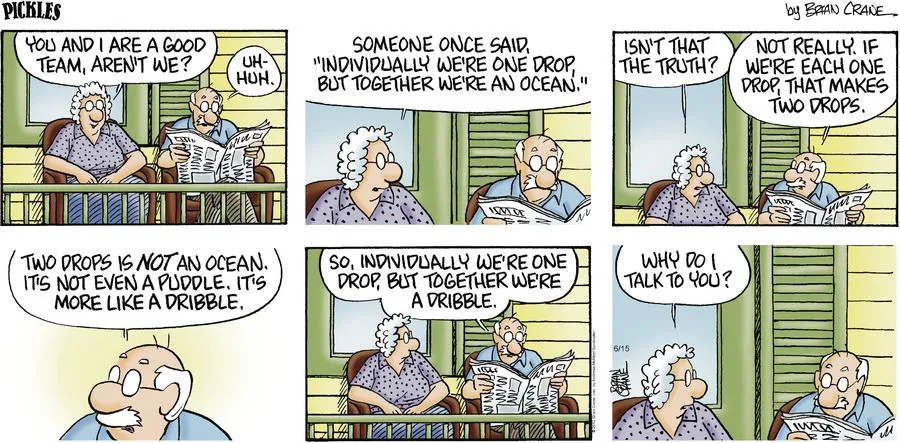 PICKLES
by BRIAN CRANE
YOU AND I ARE A GOOD
TEAM, AREN'T WE?
UH-
HUH.
SOMEONE ONCE SAID,
"INDIVIDUALLY WE'RE ONE DROP,
BUT TOGETHER WE'RE AN OCEAN."
ISN'T THAT
THE TRUTH?
NOT REALLY. IF
WE'RE EACH ONE
DROP, THAT MAKES
TWO DROPS.
TWO DROPS IS NOT AN OCEAN.
IT'S NOT EVEN A PUDDLE. IT'S
MORE LIKE A DRIBBLE.
SO, INDIVIDUALLY WE'RE ONE
DROP, BUT TOGETHER WE'RE
A DRIBBLE.
WHY DO I
TALK TO YOU?
6/15
BRIAN
CRANE